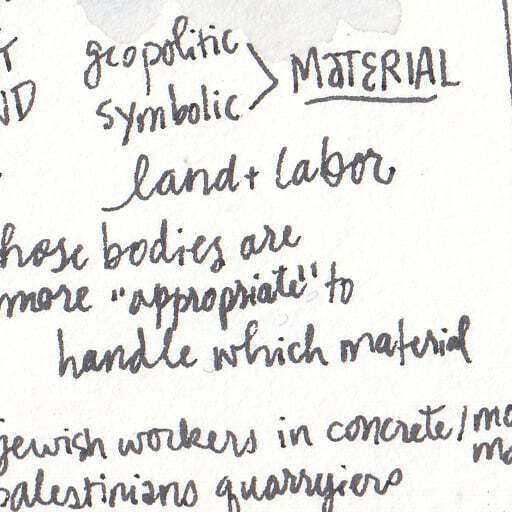 geopolitic
MATERIAL
symbolic
land + labor
hose bodies are
more "appropriate" to
handle which material
jewish workers in concrete / mo
palestinians quarryiers